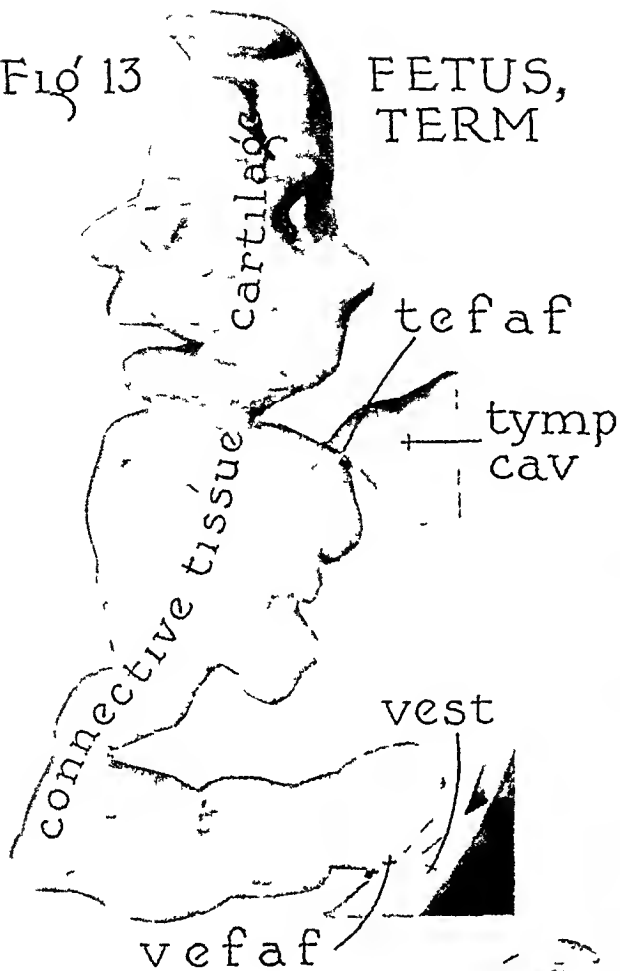 Fig 13
FETUS,
TERM
cartilage
tefaf
tymp
cav
connective tissue
vest
vefaf